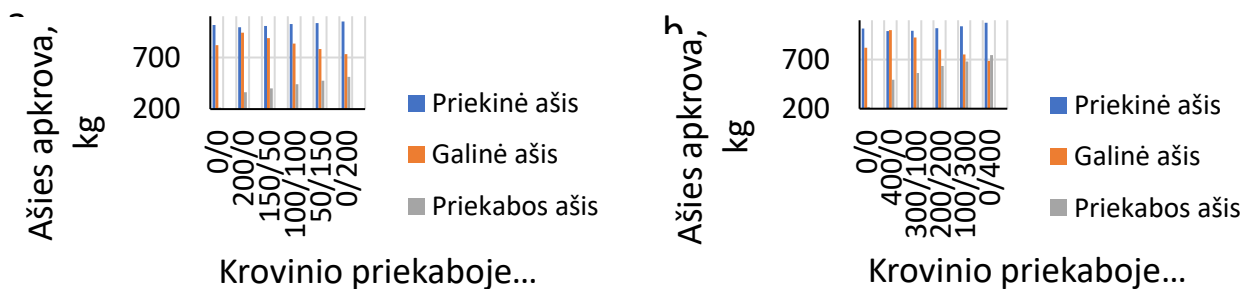 a
Ašies apkrova,
kg
700
200
0/0
200/0
150/50
100/100
50/150
0/200
Priekinė ašis
Galinė ašis
Priekabos ašis
Krovinio priekaboje...
b
Ašies apkrova,
kg
700
200
0/0
400/0
300/100
200/200
100/300
0/400
Priekinė ašis
Galinė ašis
Priekabos ašis
Krovinio priekaboje...